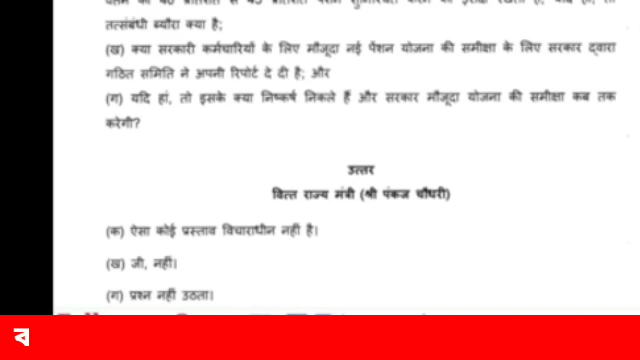 तत्संबंधी ब्यौरा क्या है;
(ख) क्या सरकारी कर्मचारियों के लिए मौजूदा नई पेंशन योजना की समीक्षा के लिए सरकार द्वारा
गठित समिति ने अपनी रिपोर्ट दे दी है; और
(ग) यदि हां, तो इसके क्या निष्कर्ष निकले हैं और सरकार मौजूदा योजना की समीक्षा कब तक
करेगी?
उत्तर
वित्त राज्य मंत्री (श्री पंकज चौधरी)
(क) ऐसा कोई प्रस्ताव विचाराधीन नहीं है।
(ख) जी, नहीं।
(ग) प्रश्न नहीं उठता।
ब